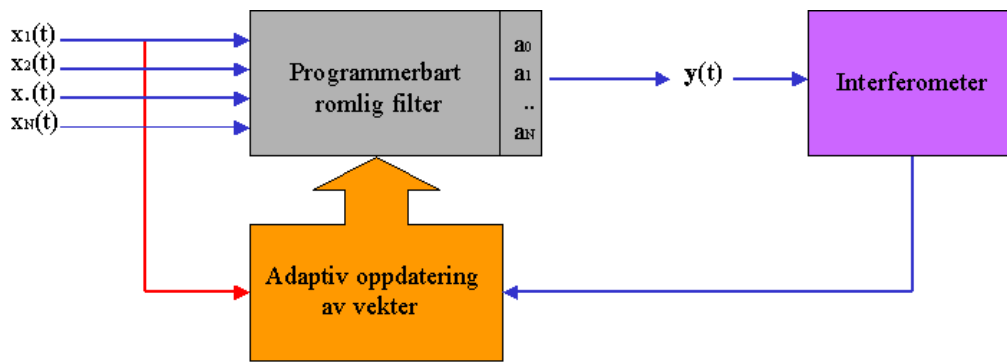 x₁(t)
x₂(t)
x.(t)
xN(t)
Programmerbart
romlig filter
a₀
a₁
..
aN
y(t)
Interferometer
Adaptiv oppdatering
av vekter